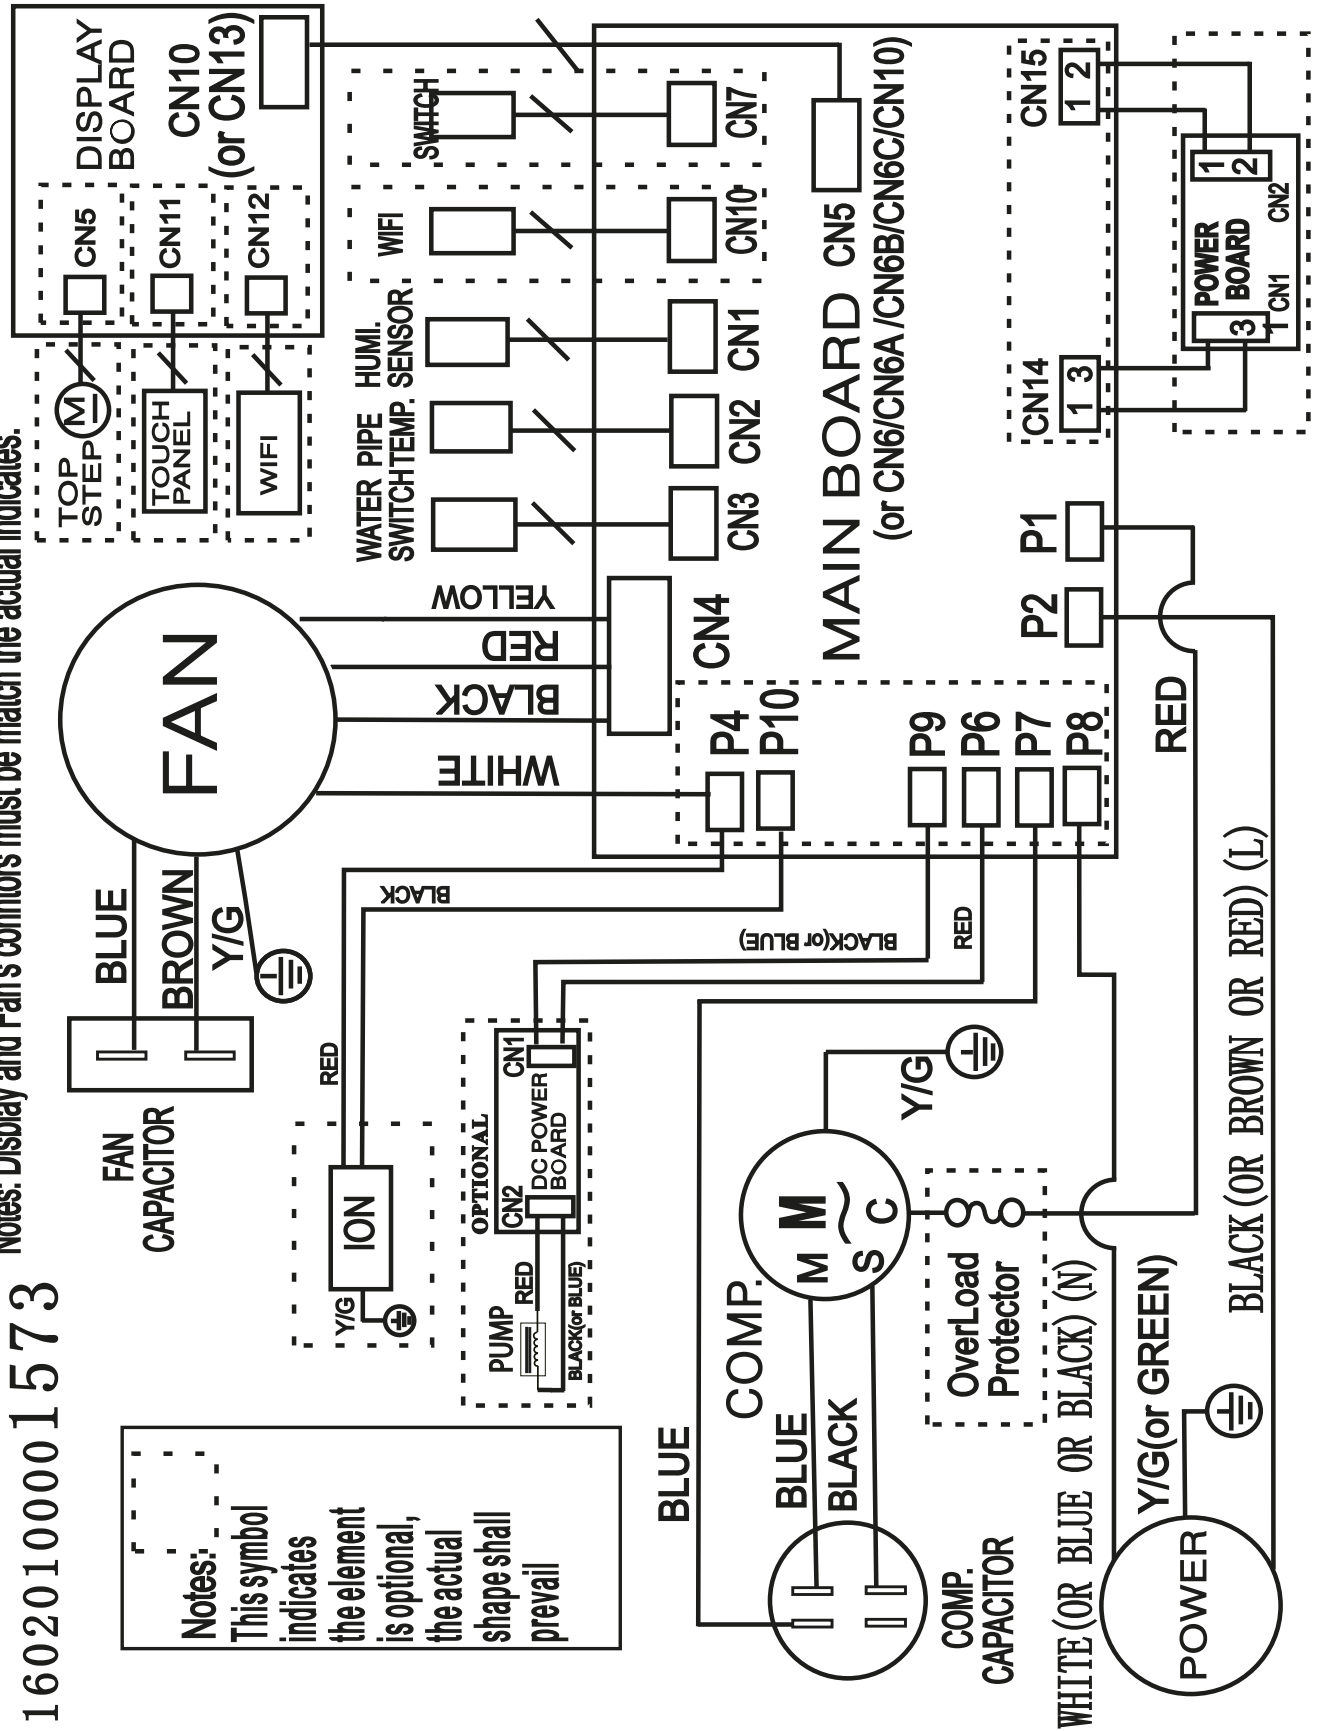 16020100001573
Notes: Display and Fan's conntors must be match the actual indicates.
Notes:
This symbol
indicates
the element
is optional,
the actual
shape shall
prevail
FAN
CAPACITOR
BLUE
BROWN
Y/G
FAN
YELLOW
RED
BLACK
WHITE
TOP
STEP
M
TOUCH
PANEL
WIFI
CN5
CN11
CN12
DISPLAY
BOARD
CN10
(or CN13)
SWITCH
CN7
WIFI
CN10
HUMI.
SENSOR
CN1
PIPE
TEMP.
CN2
WATER
SWITCH
CN3
CN4
CN5
MAIN BOARD
(or CN6/CN6A /CN6B/CN6C/CN10)
CN15
1 2
CN14
1 3
POWER
BOARD
CN2
1 2
CN1
3 1
P1
P2
P4
P10
P9
P6
P7
P8
RED
BLACK
BLACK(or BLUE)
RED
RED
ION
Y/G
OPTIONAL
CN2
CN1
DC POWER
BOARD
PUMP
RED
BLACK(or BLUE)
BLUE
COMP.
M
M
S
C
Y/G
BLUE
BLACK
OverLoad
Protector
COMP.
CAPACITOR
WHITE(OR BLUE OR BLACK)(N)
Y/G(or GREEN)
BLACK(OR BROWN OR RED)(L)
POWER